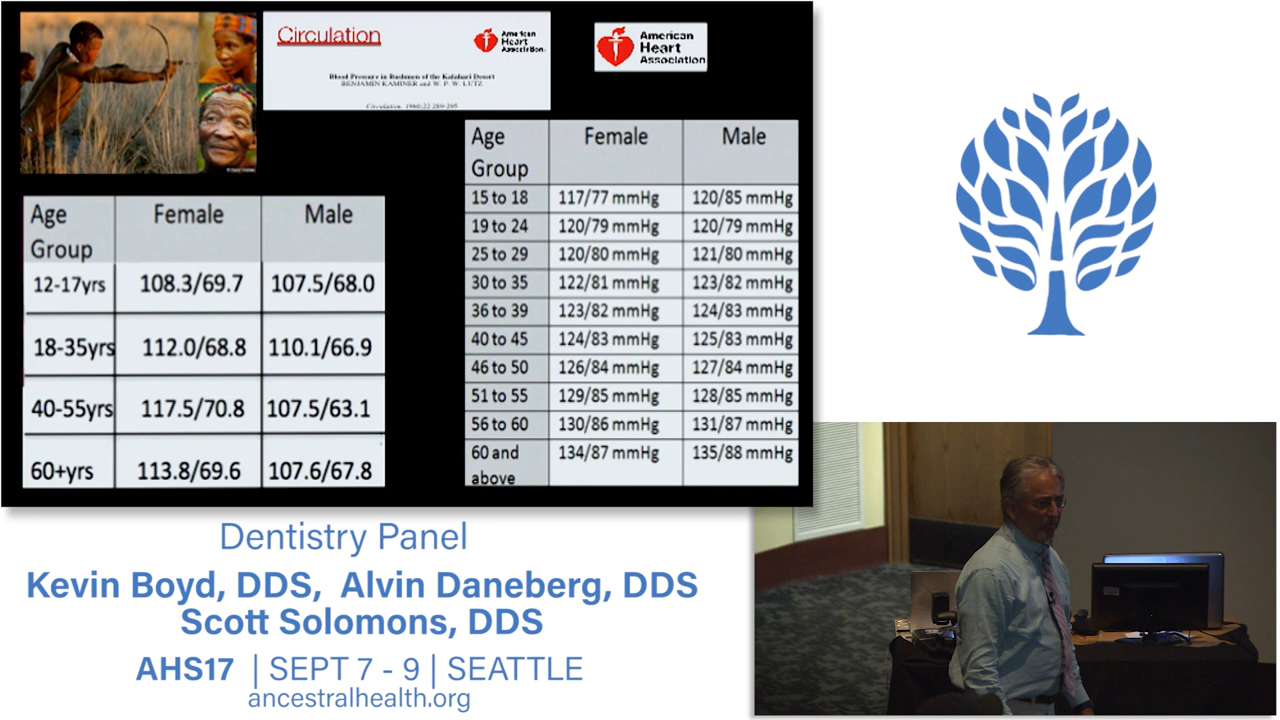 Circulation
American
Heart
Association
Blood Pressure in Bushmen of the Kalahari Desert
BENJAMIN KAMINER and W. P. W. LUTZ
Circulation. 1960;22:289-295
American
Heart
Association
Age Group Female Male
12-17yrs 108.3/69.7 107.5/68.0
18-35yrs 112.0/68.8 110.1/66.9
40-55yrs 117.5/70.8 107.5/63.1
60+yrs 113.8/69.6 107.6/67.8
Age Group Female Male
15 to 18 117/77 mmHg 120/85 mmHg
19 to 24 120/79 mmHg 120/79 mmHg
25 to 29 120/80 mmHg 121/80 mmHg
30 to 35 122/81 mmHg 123/82 mmHg
36 to 39 123/82 mmHg 124/83 mmHg
40 to 45 124/83 mmHg 125/83 mmHg
46 to 50 126/84 mmHg 127/84 mmHg
51 to 55 129/85 mmHg 128/85 mmHg
56 to 60 130/86 mmHg 131/87 mmHg
60 and above 134/87 mmHg 135/88 mmHg
Dentistry Panel
Kevin Boyd, DDS, Alvin Daneberg, DDS
Scott Solomons, DDS
AHS17 | SEPT 7 - 9 | SEATTLE
ancestralhealth.org